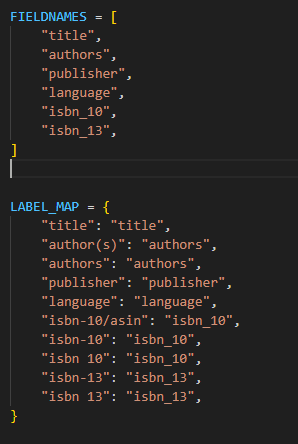 FIELDNAMES = [
    "title",
    "authors",
    "publisher",
    "language",
    "isbn_10",
    "isbn_13",
]
LABEL_MAP = {
    "title": "title",
    "author(s)": "authors",
    "authors": "authors",
    "publisher": "publisher",
    "language": "language",
    "isbn-10/asin": "isbn_10",
    "isbn-10": "isbn_10",
    "isbn 10": "isbn_10",
    "isbn-13": "isbn_13",
    "isbn 13": "isbn_13",
}